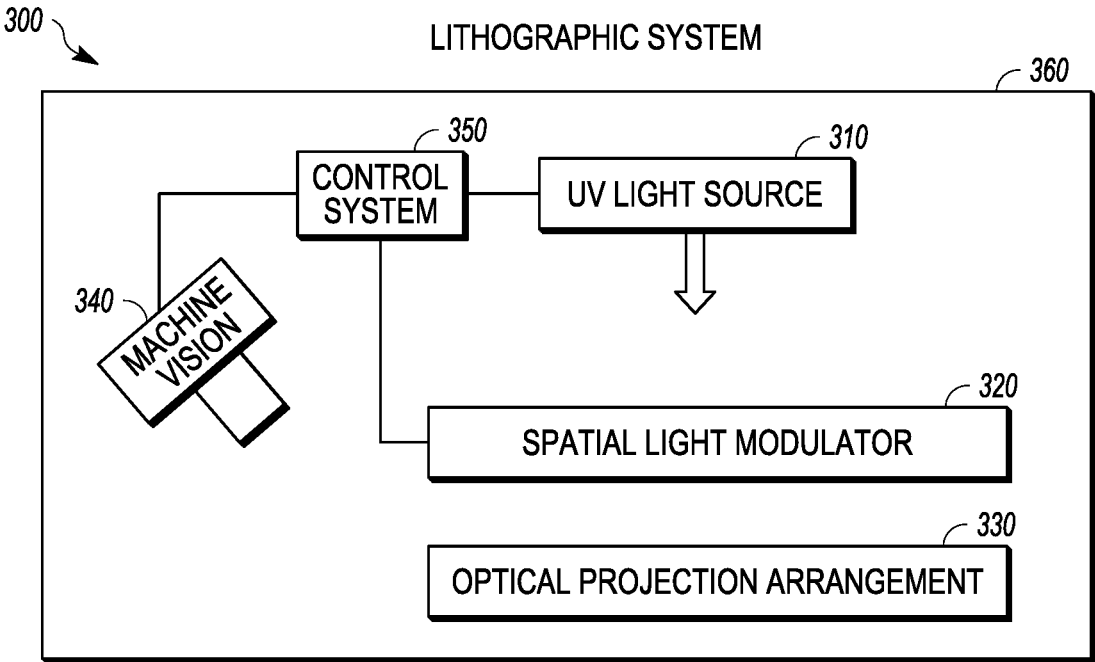 300
LITHOGRAPHIC SYSTEM
360
350
310
CONTROL
SYSTEM
UV LIGHT SOURCE
340
MACHINE
VISION
320
SPATIAL LIGHT MODULATOR
330
OPTICAL PROJECTION ARRANGEMENT